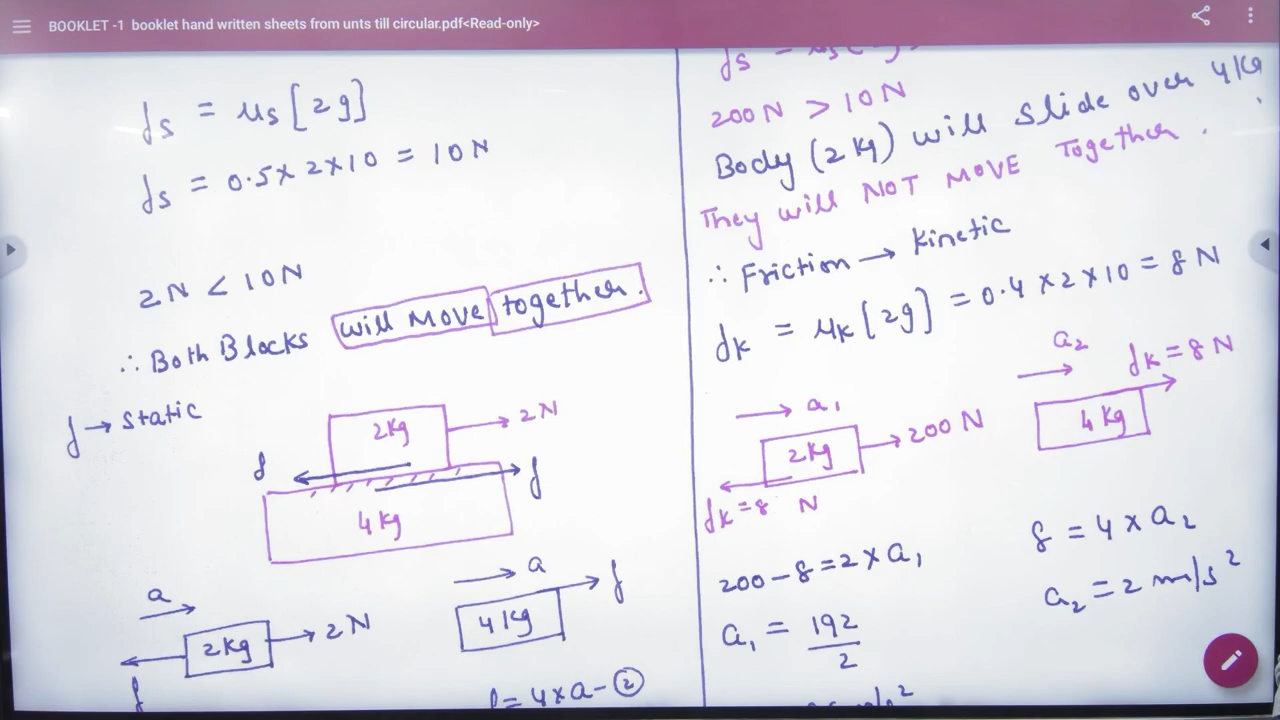 BOOKLET -1 booklet hand written sheets from unts till circular.pdf<Read-only>
fs = μs[2g]
fs = 0.5 × 2 × 10 = 10 N
2N < 10N
∴ Both Blocks will move together.
f → static
2Kg
2N
f
f
4Kg
a
2Kg
2N
f
a
4Kg
f
f = 4 × a – ②
200N > 10N
Body (2Kg) will slide over 4Kg
They will NOT MOVE Together.
∴ Friction → Kinetic
fk = μk[2g] = 0.4 × 2 × 10 = 8 N
a1
2Kg
200 N
fk = 8 N
a2
fk = 8 N
4Kg
200 – 8 = 2 × a1
a1 = 192/2
8 = 4 × a2
a2 = 2 m/s²